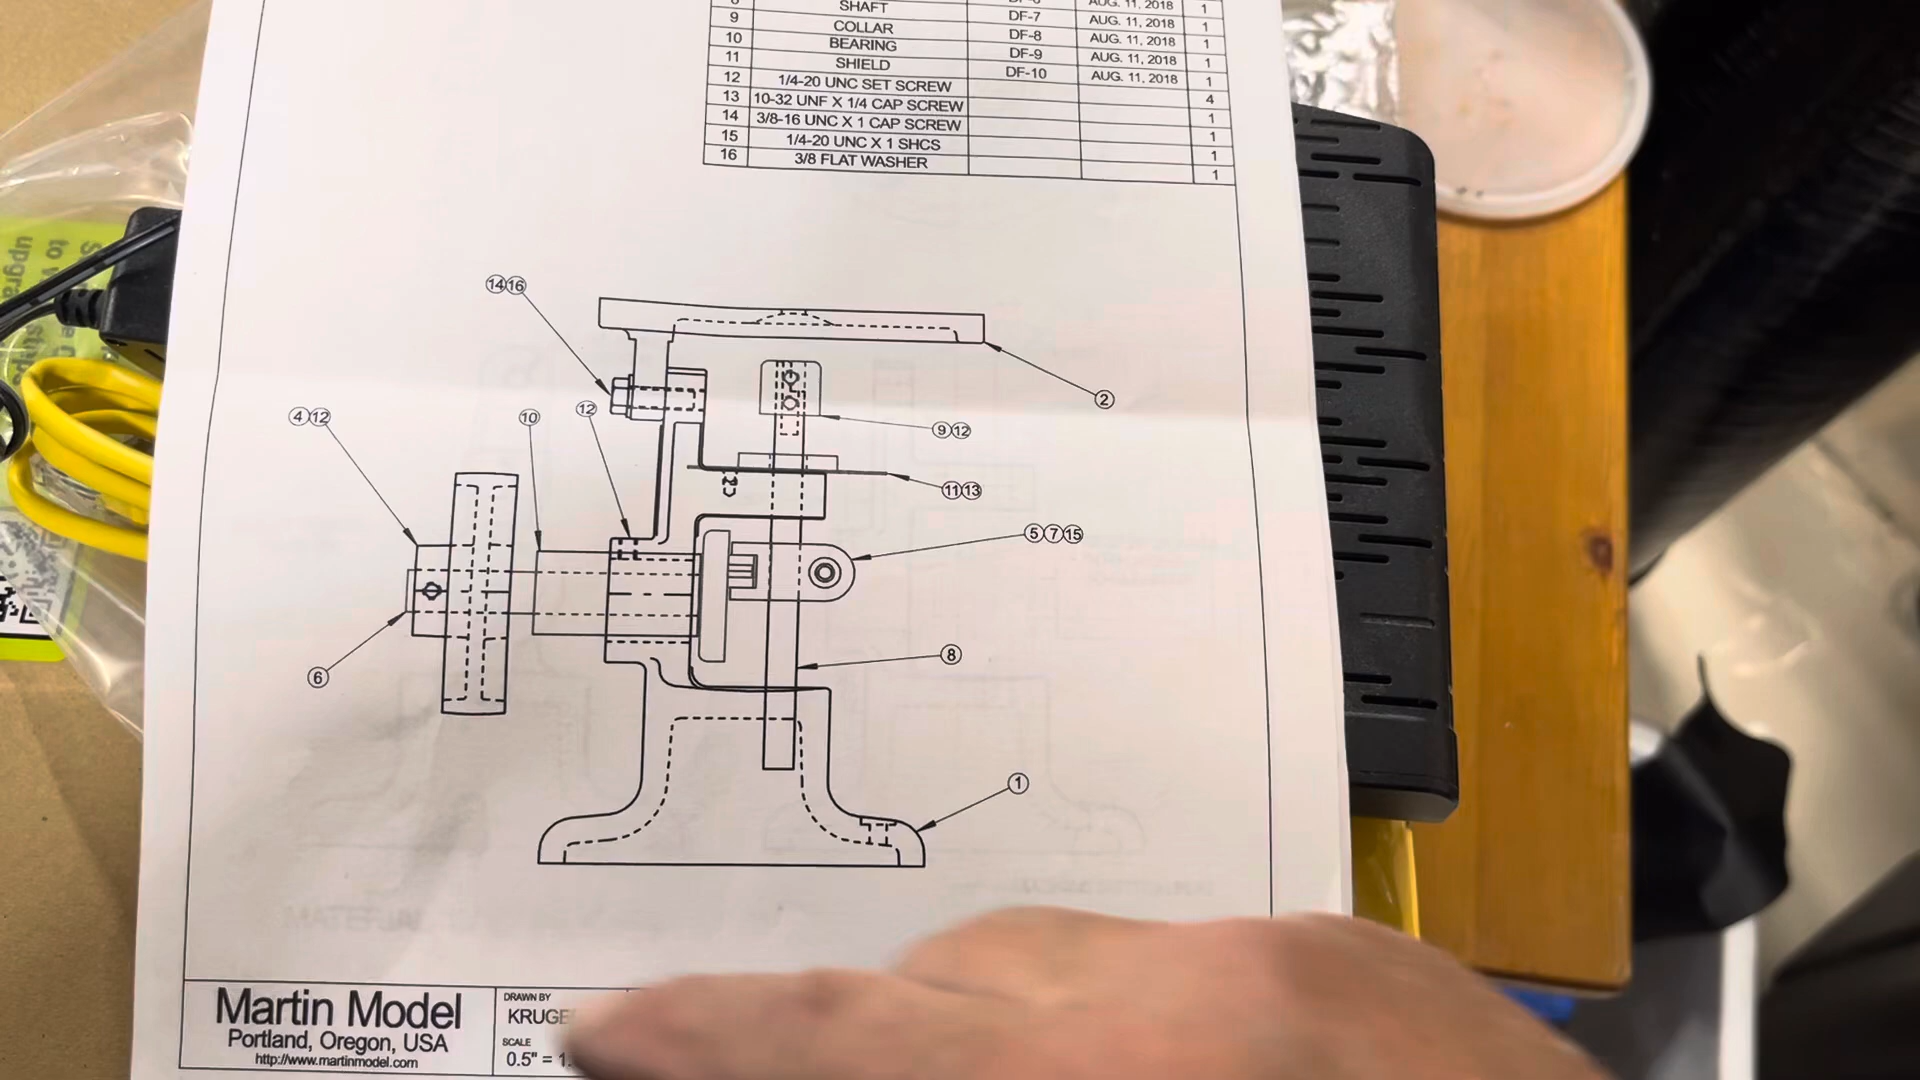 DF-6 AUG. 11, 2018 1
8 SHAFT DF-7 AUG. 11, 2018 1
9 COLLAR DF-8 AUG. 11, 2018 1
10 BEARING DF-9 AUG. 11, 2018 1
11 SHIELD DF-10 AUG. 11, 2018 1
12 1/4-20 UNC SET SCREW 4
13 10-32 UNF X 1/4 CAP SCREW 1
14 3/8-16 UNC X 1 CAP SCREW 1
15 1/4-20 UNC X 1 SHCS 1
16 3/8 FLAT WASHER 1
14 16
2
4 12
10
12
9 12
11 13
5 7 15
8
6
1
Martin Model
Portland, Oregon, USA
http://www.martinmodel.com
DRAWN BY
SCALE
0.5" =
to
upgra